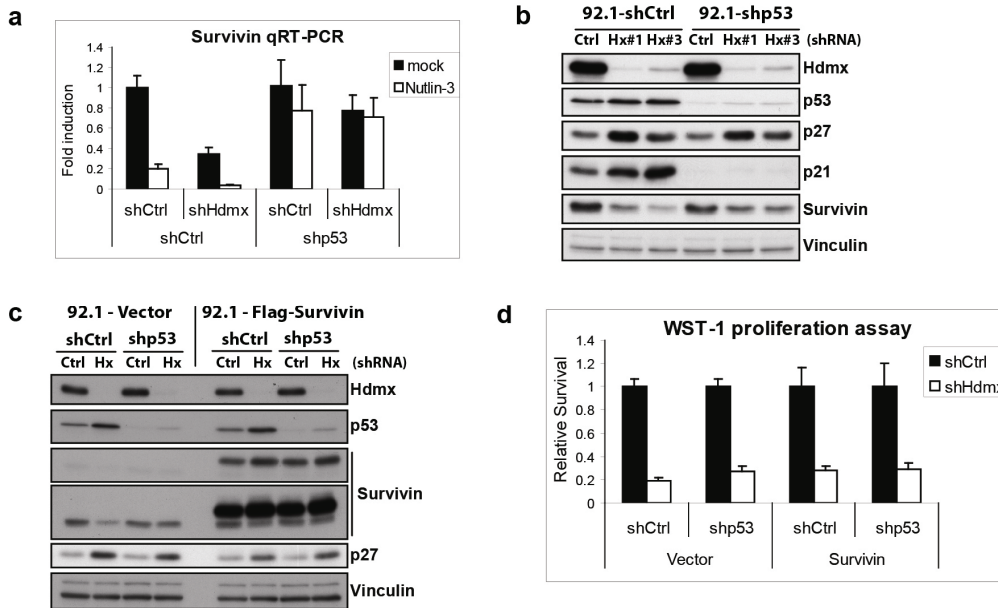 a
Survivin qRT-PCR
Fold induction
1.4
1.2
1
0.8
0.6
0.4
0.2
0
mock
Nutlin-3
shCtrl shHdmx shCtrl shHdmx
shCtrl shp53
b
92.1-shCtrl 92.1-shp53
Ctrl Hx#1 Hx#3 Ctrl Hx#1 Hx#3 (shRNA)
Hdmx
p53
p27
p21
Survivin
Vinculin
c
92.1 - Vector 92.1 - Flag-Survivin
shCtrl shp53 shCtrl shp53
Ctrl Hx Ctrl Hx Ctrl Hx Ctrl Hx (shRNA)
Hdmx
p53
Survivin
p27
Vinculin
d
WST-1 proliferation assay
Relative Survival
1.4
1.2
1
0.8
0.6
0.4
0.2
0
shCtrl
shHdmx
shCtrl shp53 shCtrl shp53
Vector Survivin